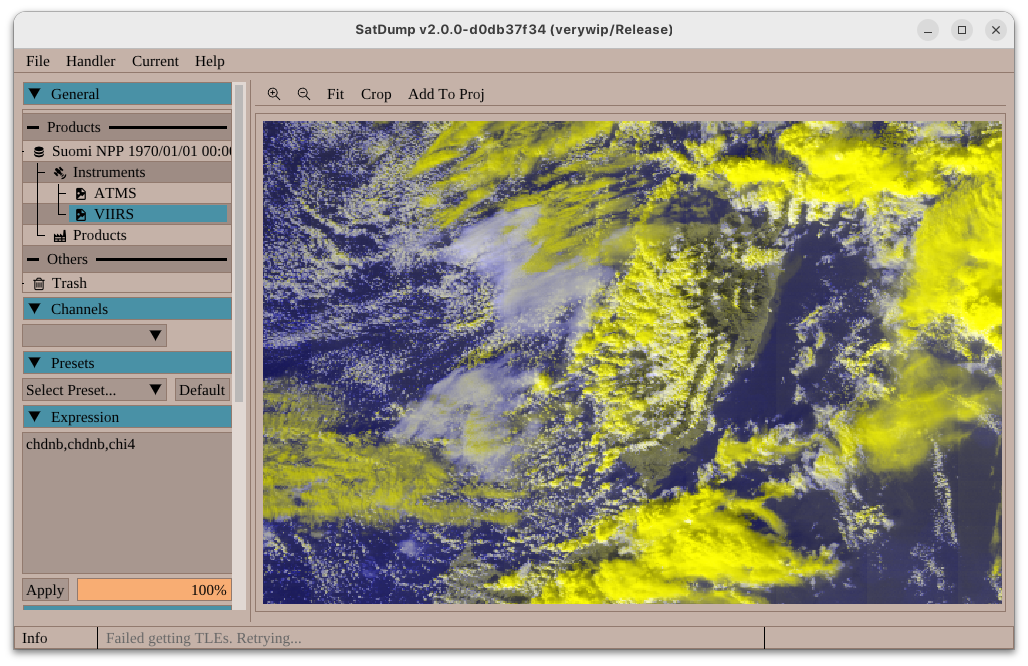 SatDump v2.0.0-d0db37f34 (verywip/Release)
File Handler Current Help
General
Fit Crop Add To Proj
Products
Suomi NPP 1970/01/01 00:00
Instruments
ATMS
VIIRS
Products
Others
Trash
Channels
Presets
Select Preset... Default
Expression
chdnb,chdnb,chi4
Apply 100%
Info Failed getting TLEs. Retrying...